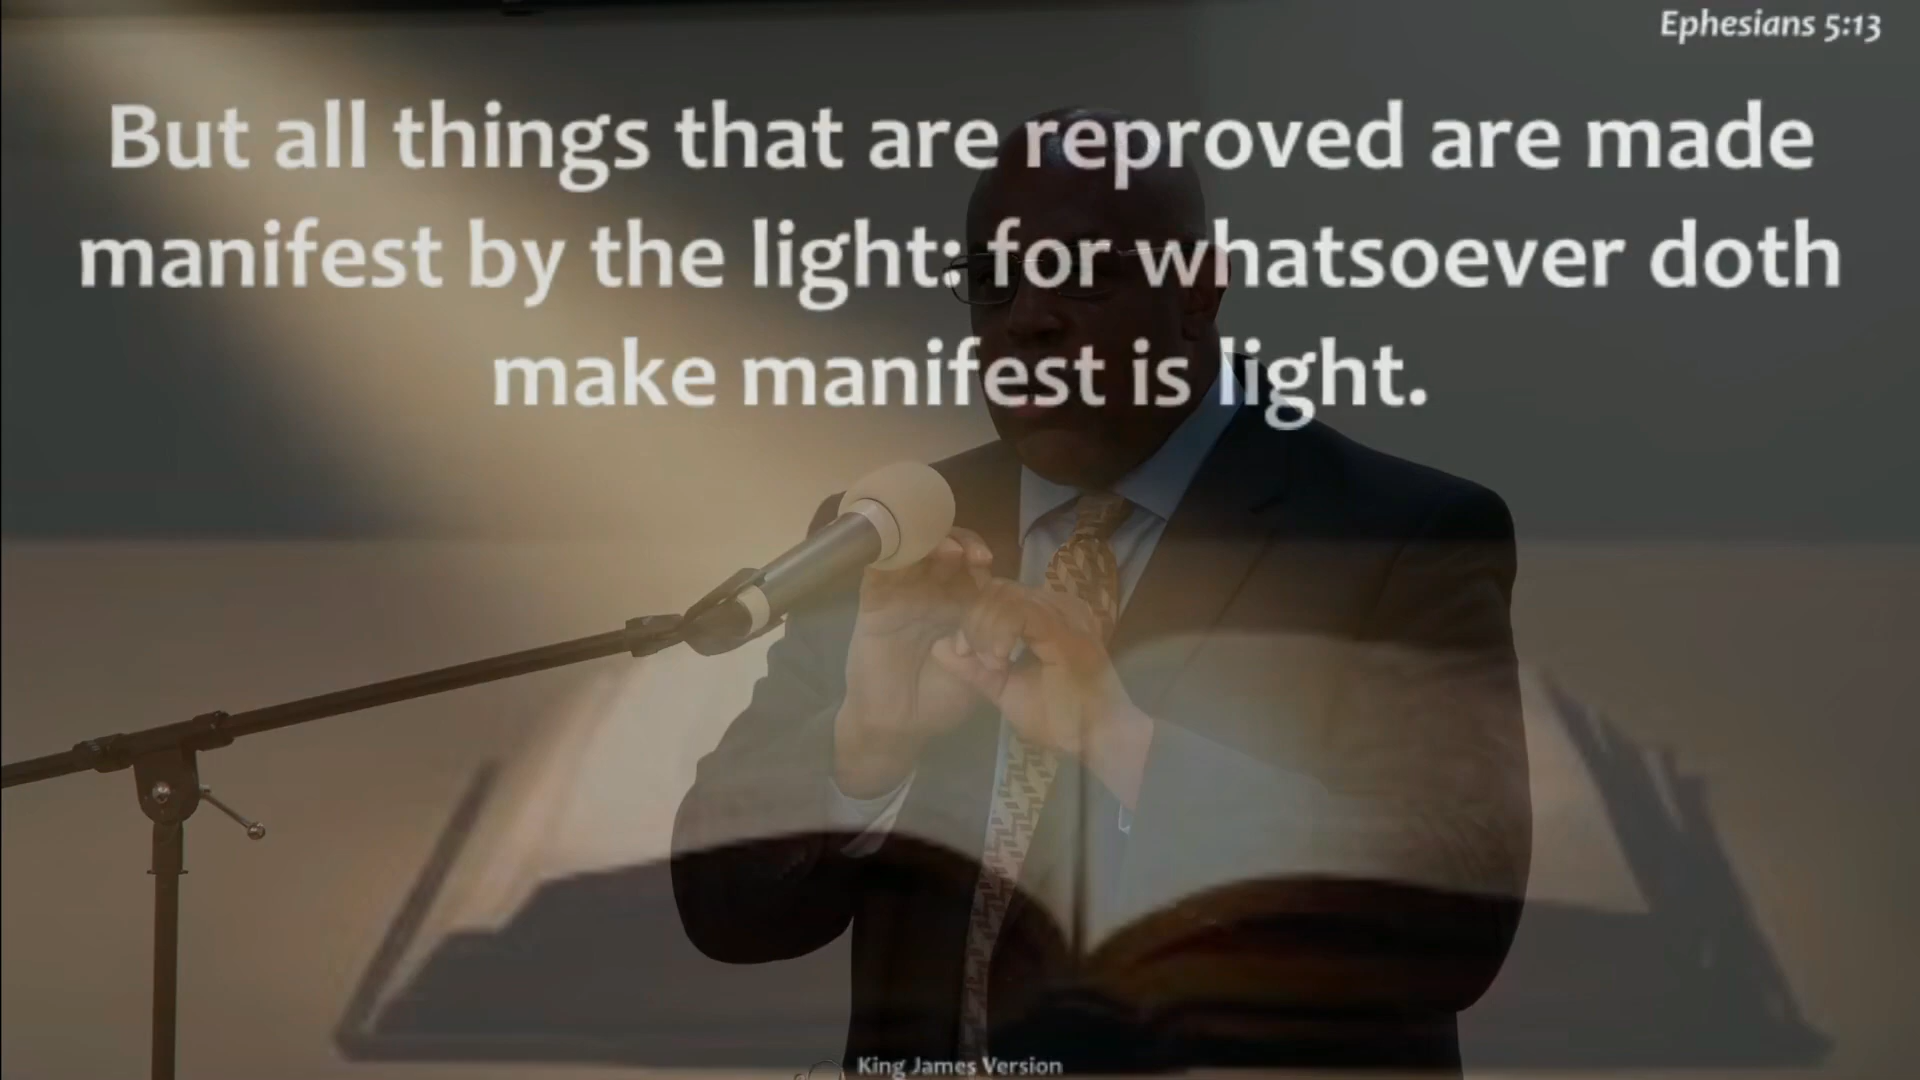 Ephesians 5:13
But all things that are reproved are made
manifest by the light: for whatsoever doth
make manifest is light.
King James Version